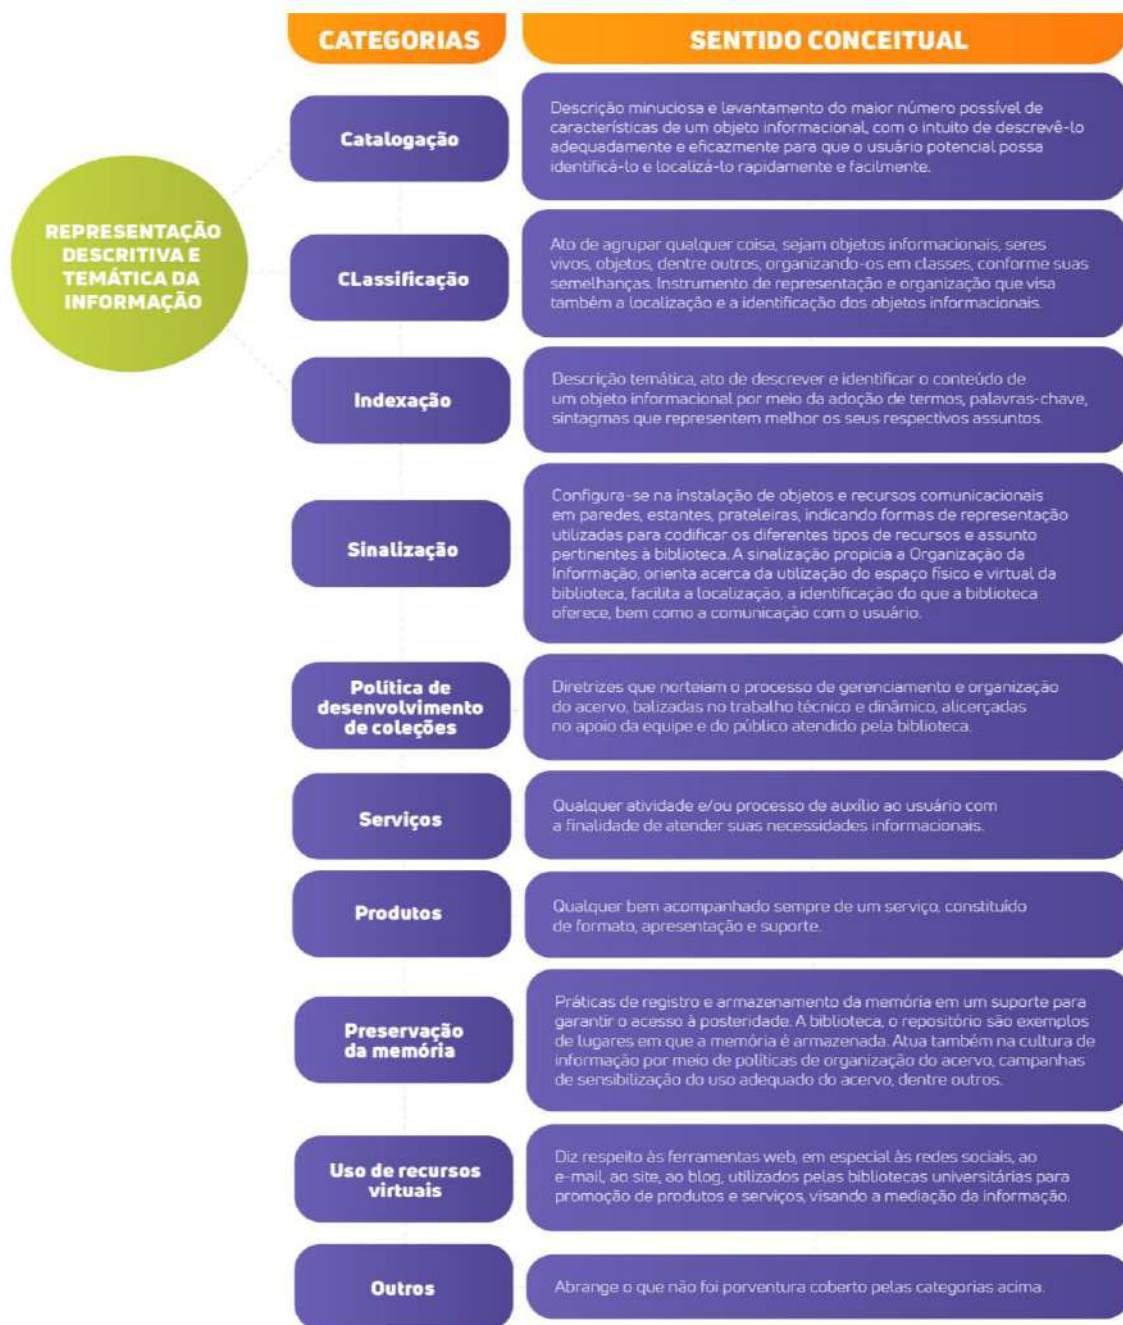 CATEGORIAS
SENTIDO CONCEITUAL
REPRESENTAÇÃO
DESCRITIVA E
TEMÁTICA DA
INFORMAÇÃO
Catalogação
Descrição minuciosa e levantamento do maior número possível de
características de um objeto informacional, com o intuito de descrevê-lo
adequadamente e eficazmente para que o usuário potencial possa
identificá-lo e localizá-lo rapidamente e facilmente.
CLassificação
Ato de agrupar qualquer coisa, sejam objetos informacionais, seres
vivos, objetos, dentre outros, organizando-os em classes, conforme suas
semelhanças. Instrumento de representação e organização que visa
também a localização e a identificação dos objetos informacionais.
Indexação
Descrição temática, ato de descrever e identificar o conteúdo de
um objeto informacional por meio da adoção de termos, palavras-chave,
sintagmas que representem melhor os seus respectivos assuntos.
Sinalização
Configura-se na instalação de objetos e recursos comunicacionais
em paredes, estantes, prateleiras, indicando formas de representação
utilizadas para codificar os diferentes tipos de recursos e assunto
pertinentes à biblioteca. A sinalização propicia a Organização da
Informação, orienta acerca da utilização do espaço físico e virtual da
biblioteca, facilita a localização, a identificação do que a biblioteca
oferece, bem como a comunicação com o usuário.
Política de
desenvolvimento
de coleções
Diretrizes que norteiam o processo de gerenciamento e organização
do acervo, balizadas no trabalho técnico e dinâmico, alicerçadas
no apoio da equipe e do público atendido pela biblioteca.
Serviços
Qualquer atividade e/ou processo de auxílio ao usuário com
a finalidade de atender suas necessidades informacionais.
Produtos
Qualquer bem acompanhado sempre de um serviço, constituído
de formato, apresentação e suporte.
Preservação
da memória
Práticas de registro e armazenamento da memória em um suporte para
garantir o acesso à posteridade. A biblioteca, o repositório são exemplos
de lugares em que a memória é armazenada. Atua também na cultura de
informação por meio de políticas de organização do acervo, campanhas
de sensibilização do uso adequado do acervo, dentre outros.
Uso de recursos
virtuais
Diz respeito às ferramentas web, em especial às redes sociais, ao
e-mail, ao site, ao blog, utilizados pelas bibliotecas universitárias para
promoção de produtos e serviços, visando a mediação da informação.
Outros
Abrange o que não foi porventura coberto pelas categorias acima.